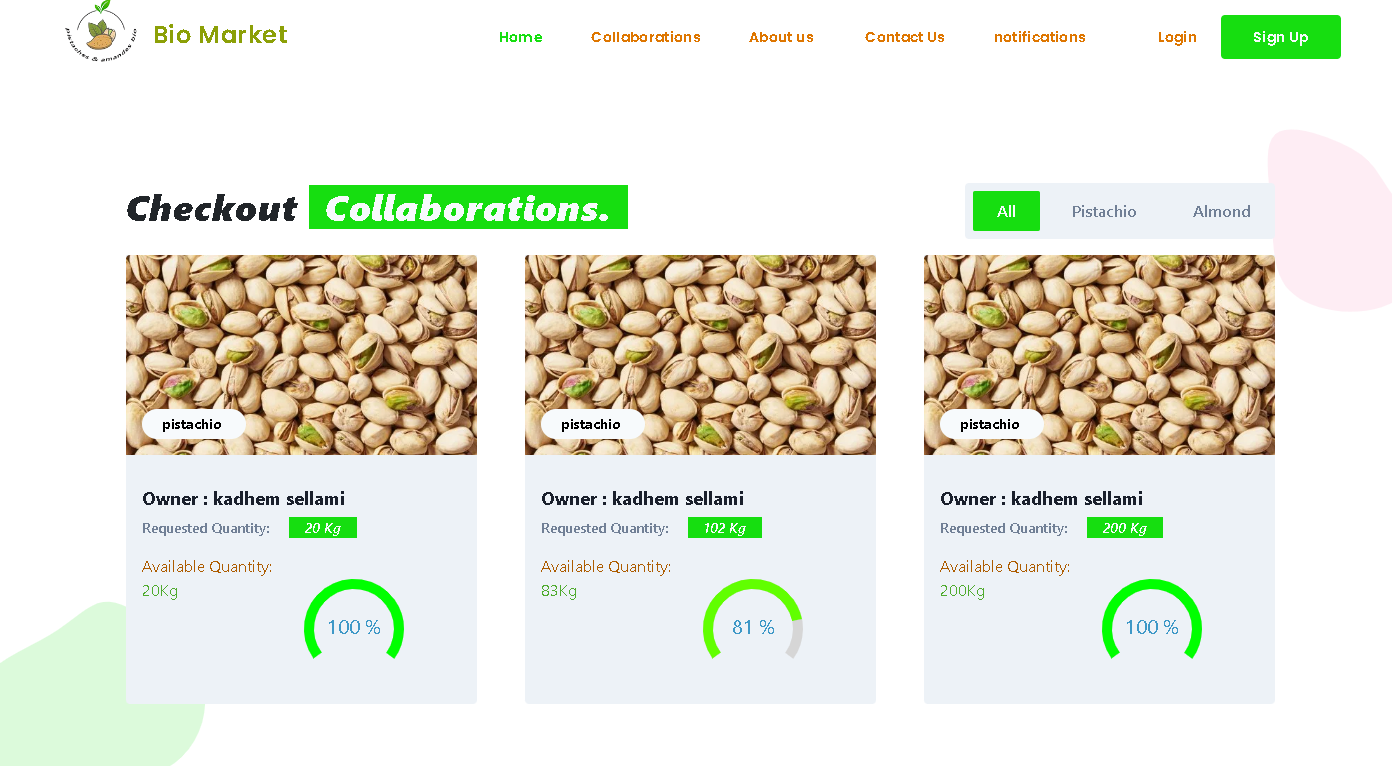 pistaches & amandes bio
Bio Market
Home Collaborations About us Contact Us notifications Login Sign Up
Checkout Collaborations.
All Pistachio Almond
pistachio pistachio pistachio
Owner : kadhem sellami
Requested Quantity: 20 Kg
Available Quantity:
20Kg
100 %
Owner : kadhem sellami
Requested Quantity: 102 Kg
Available Quantity:
83Kg
81 %
Owner : kadhem sellami
Requested Quantity: 200 Kg
Available Quantity:
200Kg
100 %